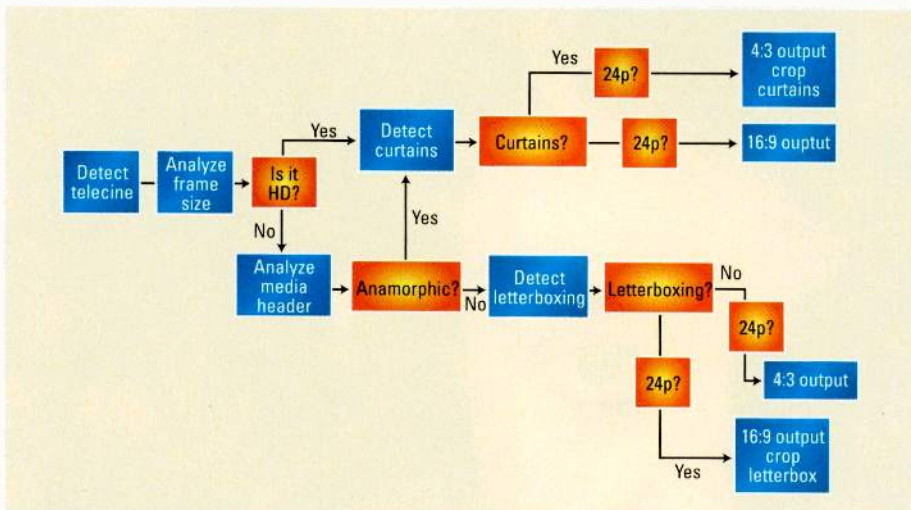 Detect
telecine
Analyze
frame
size
Is it
HD?
Yes
Detect
curtains
Curtains?
Yes
24p?
4:3 output
crop
curtains
24p?
16:9 ouptut
No
Analyze
media
header
Anamorphic?
Yes
No
Detect
letterboxing
Letterboxing?
No
24p?
4:3 output
24p?
Yes
16:9 output
crop
letterbox